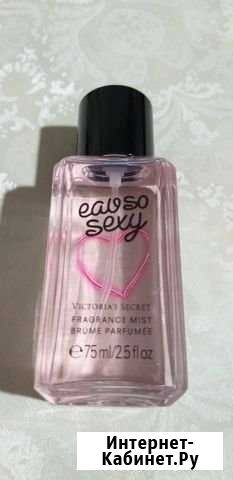 eau so
sexy
VICTORIA'S SECRET
FRAGRANCE MIST
BRUME PARFUMÉE
℮ 75 ml/2.5 fl oz
Интернет-
Кабинет.Ру